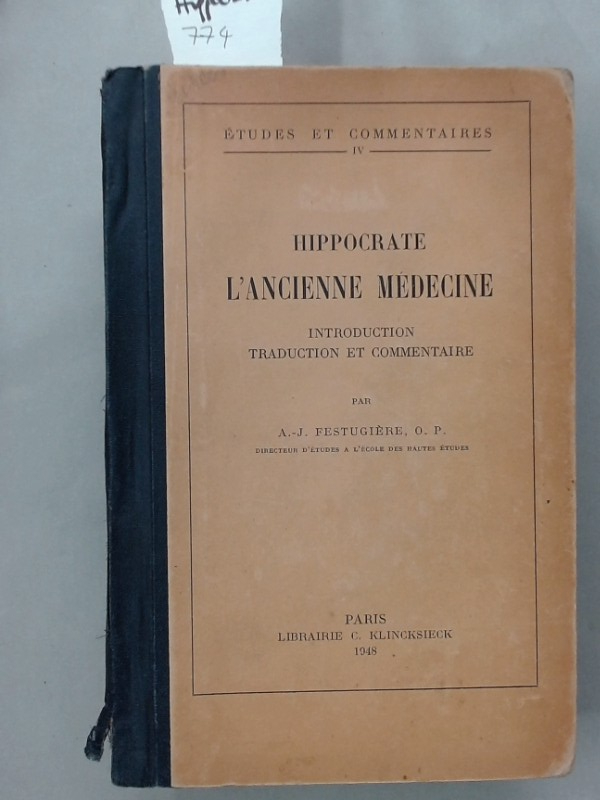 774
ÉTUDES ET COMMENTAIRES
IV
HIPPOCRATE
L'ANCIENNE MÉDECINE
INTRODUCTION
TRADUCTION ET COMMENTAIRE
PAR
A.-J. FESTUGIÈRE, O. P.
DIRECTEUR D'ÉTUDES A L'ÉCOLE DES HAUTES ÉTUDES
PARIS
LIBRAIRIE C. KLINCKSIECK
1948